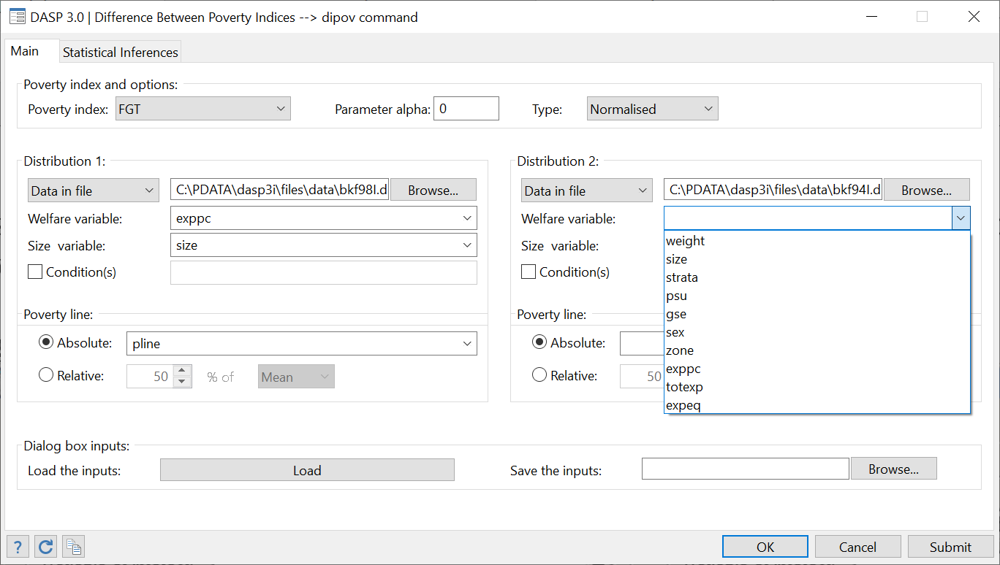 DASP 3.0 | Difference Between Poverty Indices --> dipov command
Main
Statistical Inferences
Poverty index and options:
Poverty index: FGT Parameter alpha: 0 Type: Normalised
Distribution 1:
Data in file C:\PDATA\dasp3i\files\data\bkf98I.d Browse...
Welfare variable: exppc
Size variable: size
Condition(s)
Poverty line:
Absolute: pline
Relative: 50 % of Mean
Distribution 2:
Data in file C:\PDATA\dasp3i\files\data\bkf94I.d Browse...
Welfare variable:
Size variable:
Condition(s)
Poverty line:
Absolute:
Relative: 50
weight
size
strata
psu
gse
sex
zone
exppc
totexp
expeq
Dialog box inputs:
Load the inputs: Load Save the inputs: Browse...
? OK Cancel Submit